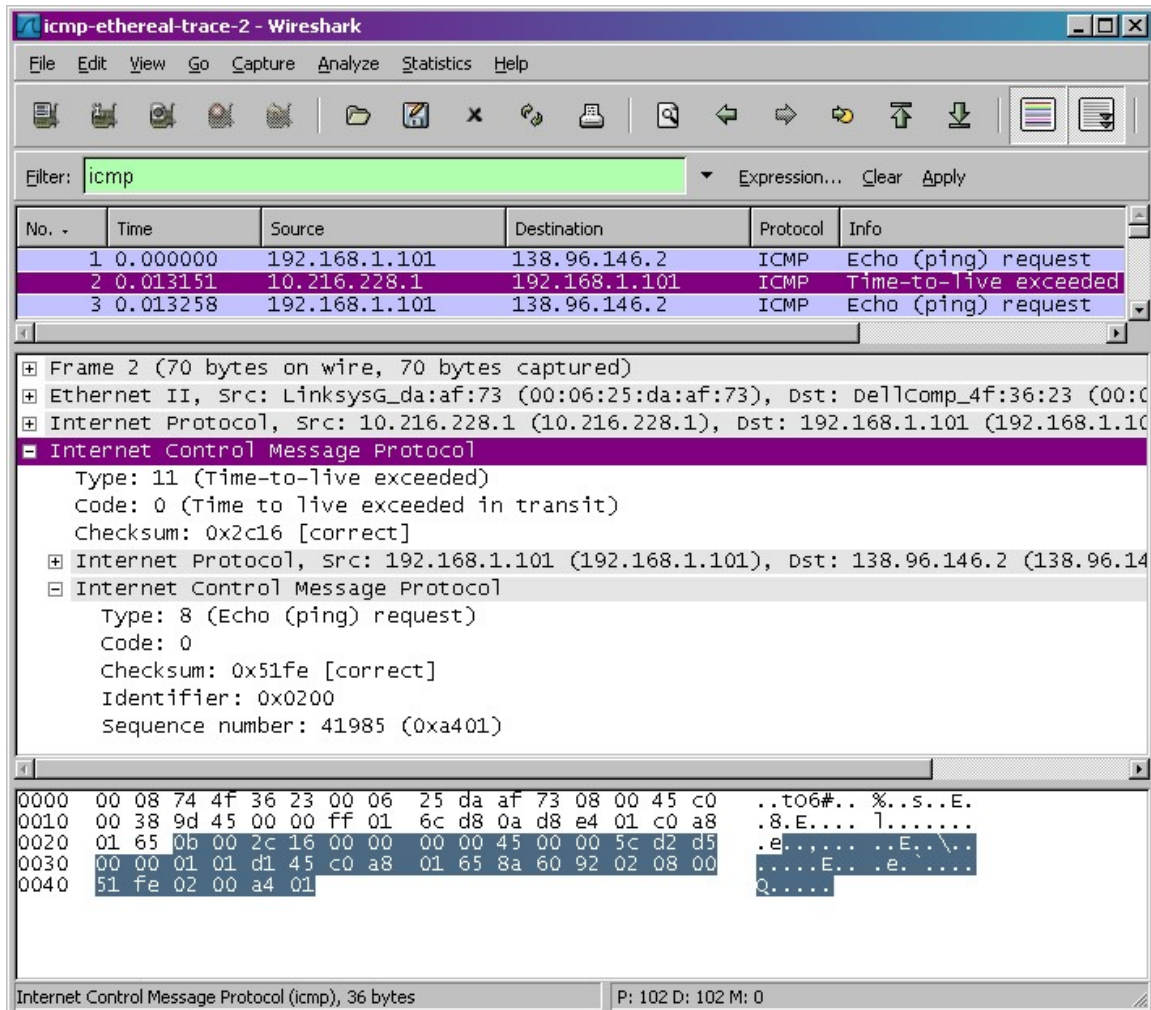 icmp-ethereal-trace-2 - Wireshark
File Edit View Go Capture Analyze Statistics Help
Filter: icmp Expression... Clear Apply
No. Time Source Destination Protocol Info
1 0.000000 192.168.1.101 138.96.146.2 ICMP Echo (ping) request
2 0.013151 10.216.228.1 192.168.1.101 ICMP Time-to-live exceeded
3 0.013258 192.168.1.101 138.96.146.2 ICMP Echo (ping) request
Frame 2 (70 bytes on wire, 70 bytes captured)
Ethernet II, Src: LinksysG_da:af:73 (00:06:25:da:af:73), Dst: DellComp_4f:36:23 (00:0
Internet Protocol, Src: 10.216.228.1 (10.216.228.1), Dst: 192.168.1.101 (192.168.1.10
Internet Control Message Protocol
Type: 11 (Time-to-live exceeded)
Code: 0 (Time to live exceeded in transit)
Checksum: 0x2c16 [correct]
Internet Protocol, Src: 192.168.1.101 (192.168.1.101), Dst: 138.96.146.2 (138.96.14
Internet Control Message Protocol
Type: 8 (Echo (ping) request)
Code: 0
Checksum: 0x51fe [correct]
Identifier: 0x0200
Sequence number: 41985 (0xa401)
0000 00 08 74 4f 36 23 00 06 25 da af 73 08 00 45 c0 ..tO6#.. %..s..E.
0010 00 38 9d 45 00 00 ff 01 6c d8 0a d8 e4 01 c0 a8 .8.E.... l.......
0020 01 65 0b 00 2c 16 00 00 00 00 45 00 00 5c d2 d5 .e..,... ..E..\..
0030 00 00 01 01 d1 45 c0 a8 01 65 8a 60 92 02 08 00 .....E.. .e.`....
0040 51 fe 02 00 a4 01 Q.....
Internet Control Message Protocol (icmp), 36 bytes P: 102 D: 102 M: 0